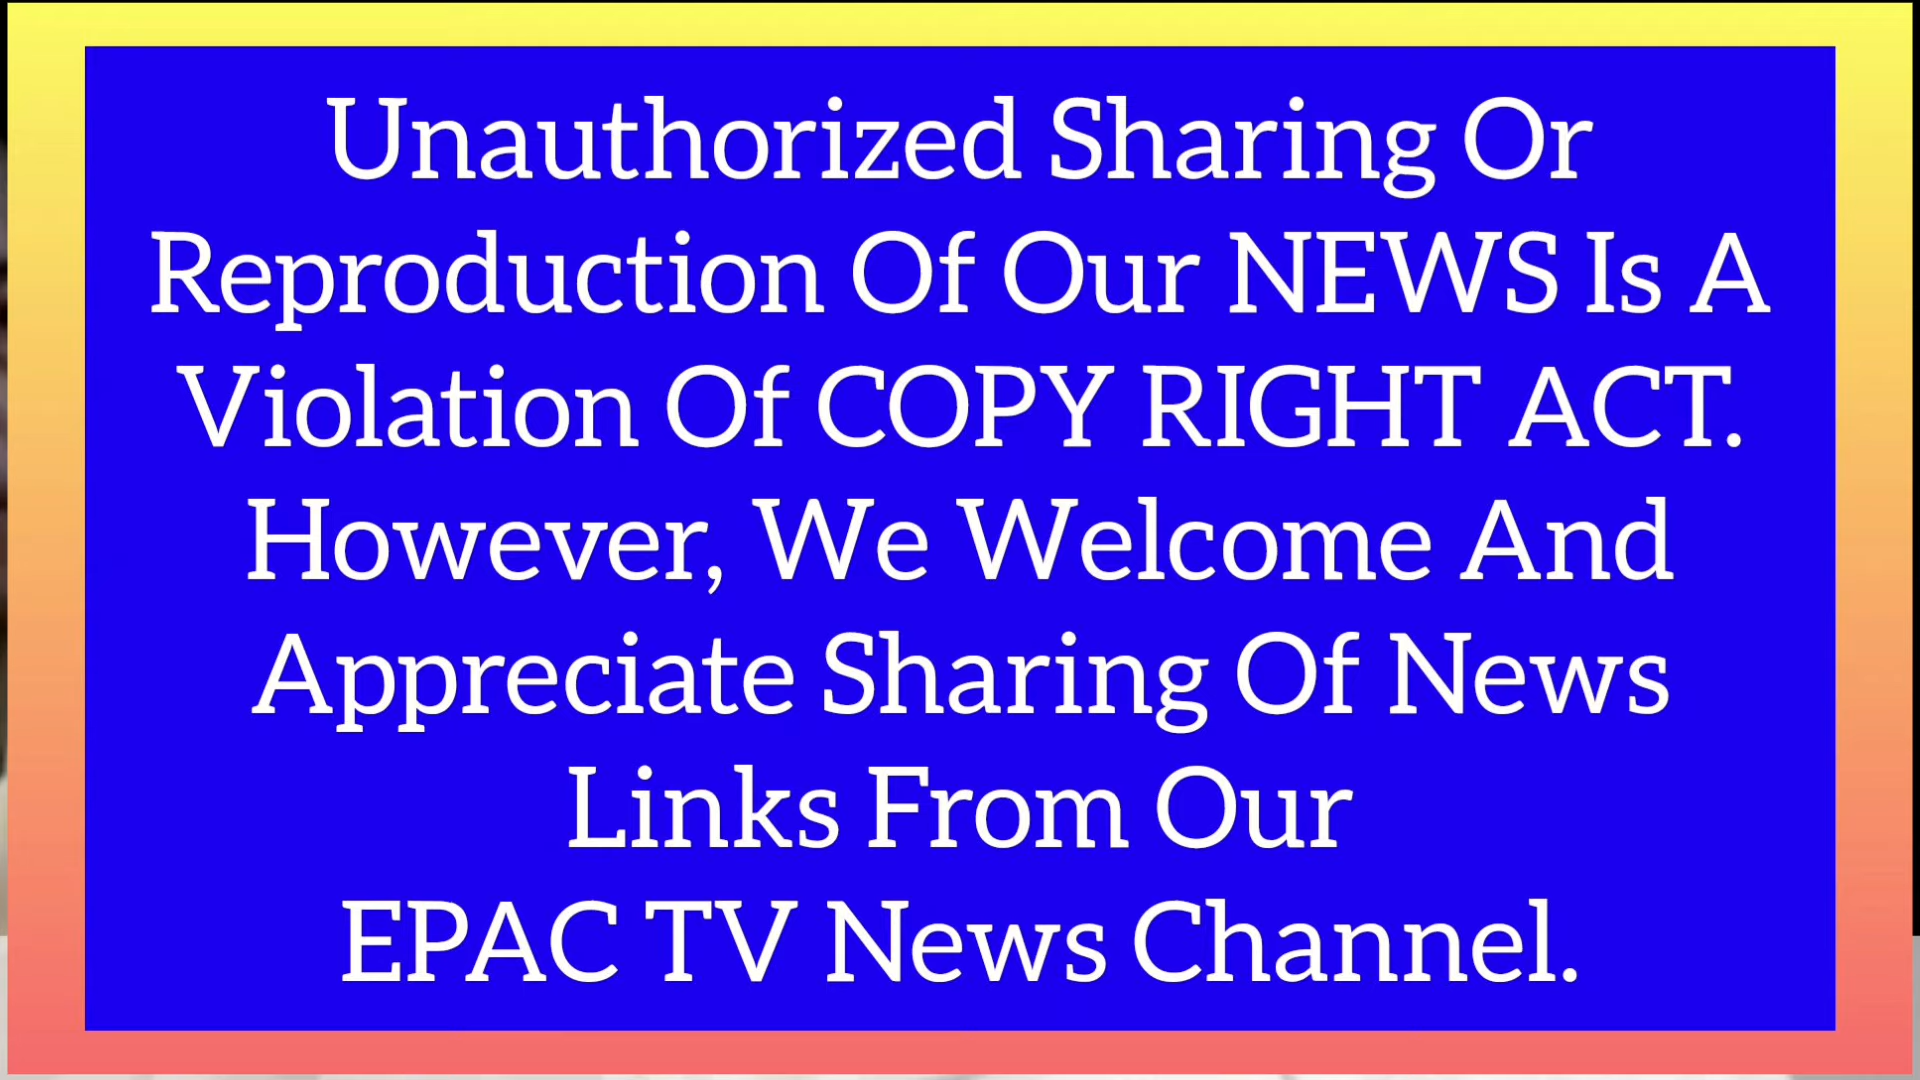 Unauthorized Sharing Or
Reproduction Of Our NEWS Is A
Violation Of COPY RIGHT ACT.
However, We Welcome And
Appreciate Sharing Of News
Links From Our
EPAC TV News Channel.